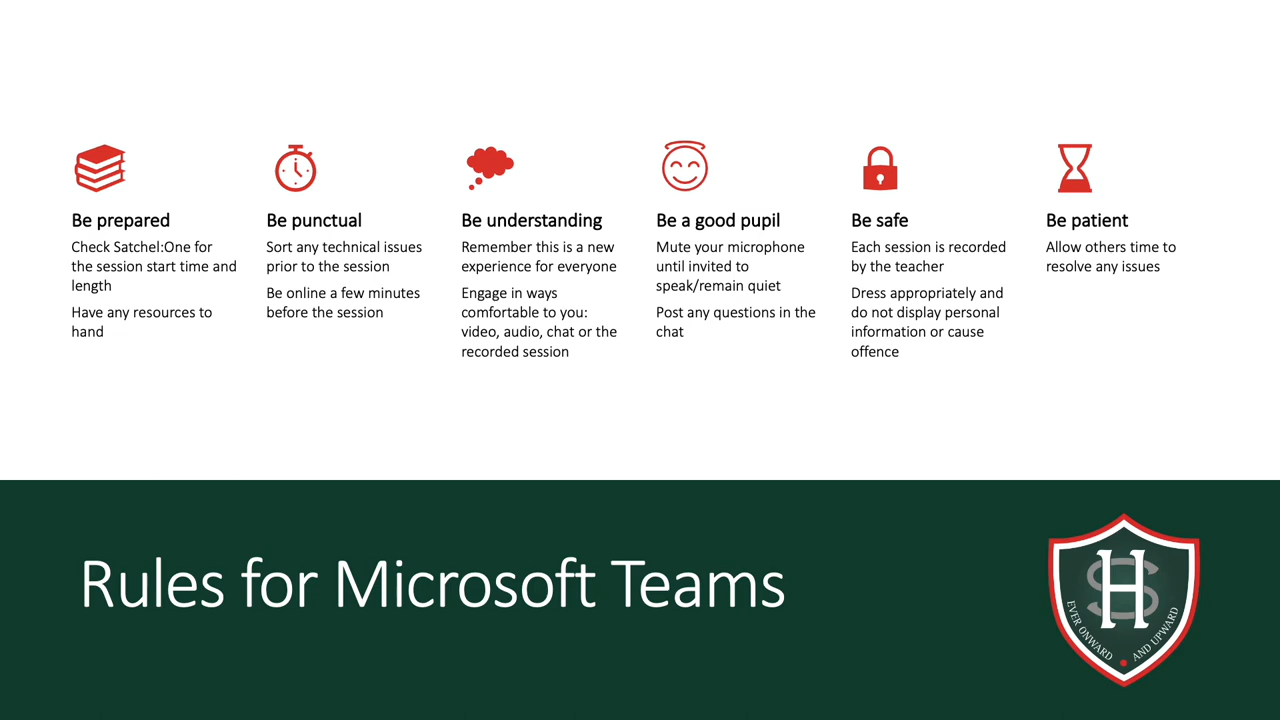 Be prepared
Check Satchel:One for
the session start time and
length
Have any resources to
hand
Be punctual
Sort any technical issues
prior to the session
Be online a few minutes
before the session
Be understanding
Remember this is a new
experience for everyone
Engage in ways
comfortable to you:
video, audio, chat or the
recorded session
Be a good pupil
Mute your microphone
until invited to
speak/remain quiet
Post any questions in the
chat
Be safe
Each session is recorded
by the teacher
Dress appropriately and
do not display personal
information or cause
offence
Be patient
Allow others time to
resolve any issues
Rules for Microsoft Teams
HS
EVER ONWARD AND UPWARD